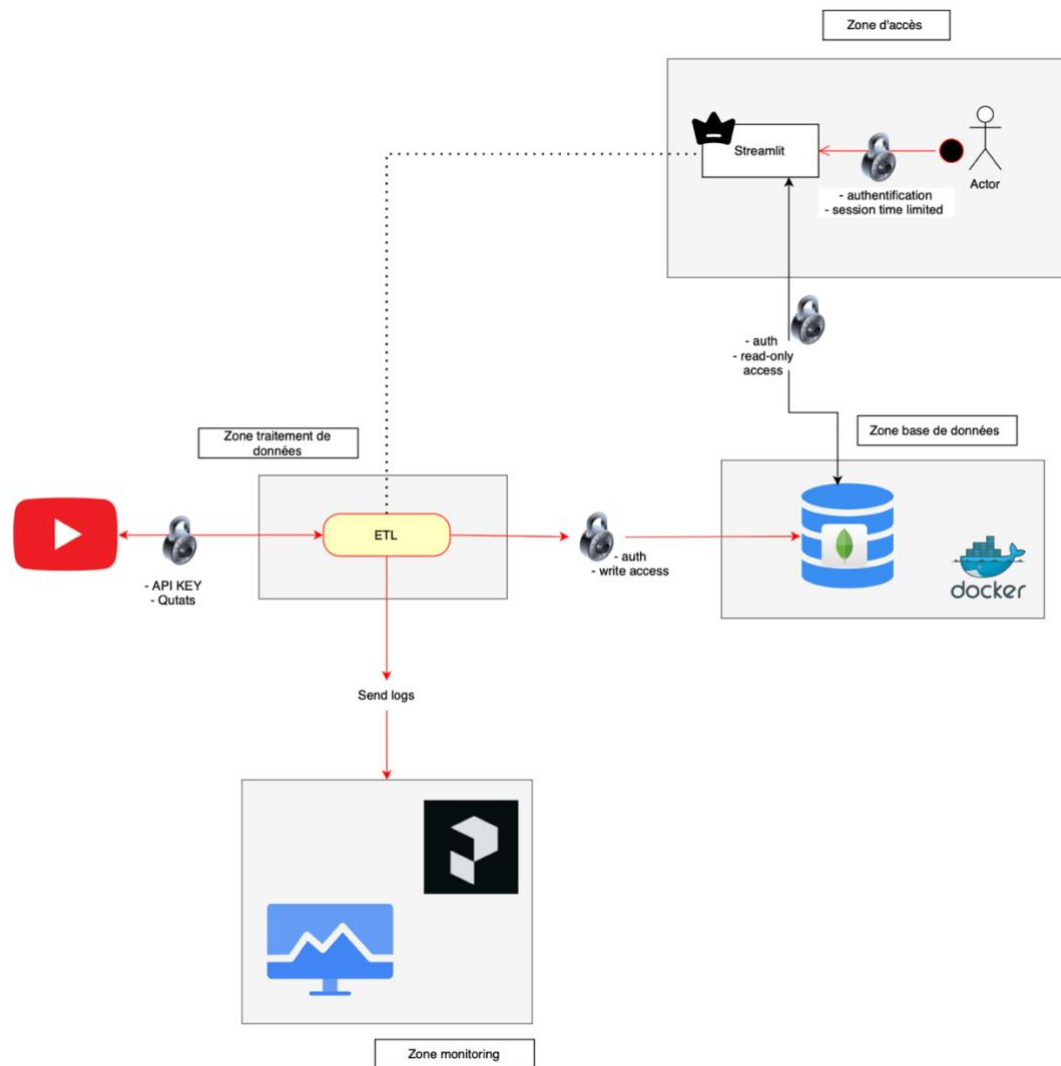 Zone d'accès
Streamlit
Actor
- authentification
- session time limited
- auth
- read-only
access
Zone base de données
Zone traitement de
données
ETL
- auth
- write access
docker
- API KEY
- Qutats
Send logs
Zone monitoring